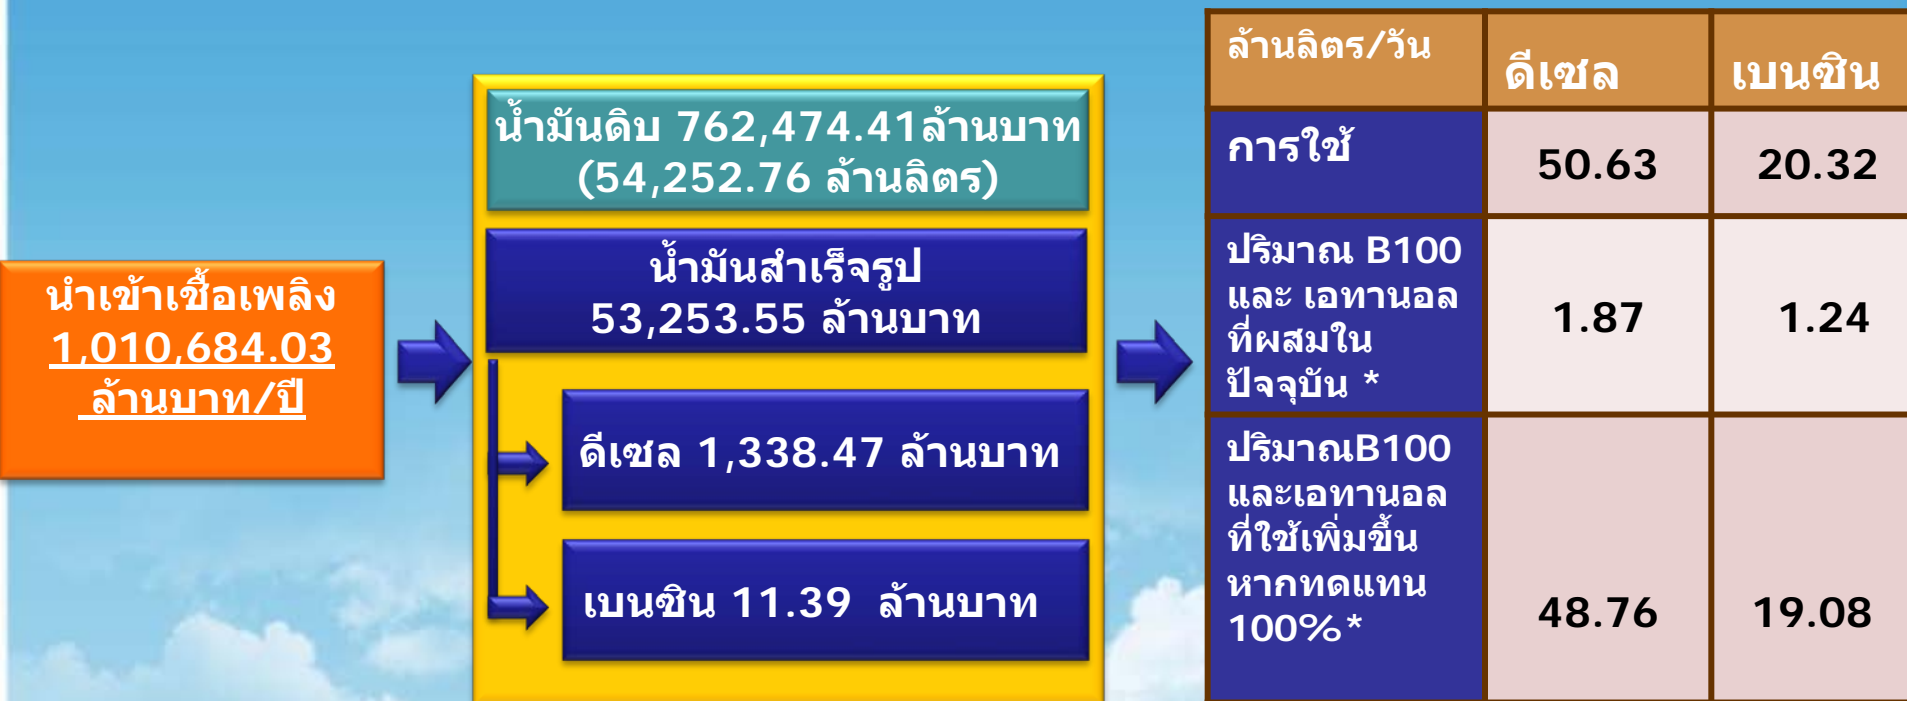 นำเข้าเชื้อเพลิง
1,010,684.03
ล้านบาท/ปี
น้ำมันดิบ 762,474.41ล้านบาท
(54,252.76 ล้านลิตร)
น้ำมันสำเร็จรูป
53,253.55 ล้านบาท
ดีเซล 1,338.47 ล้านบาท
เบนซิน 11.39 ล้านบาท
ล้านลิตร/วัน
ดีเซล
เบนซิน
การใช้
50.63
20.32
ปริมาณ B100
และ เอทานอล
ที่ผสมใน
ปัจจุบัน *
1.87
1.24
ปริมาณB100
และเอทานอล
ที่ใช้เพิ่มขึ้น
หากทดแทน
100%*
48.76
19.08